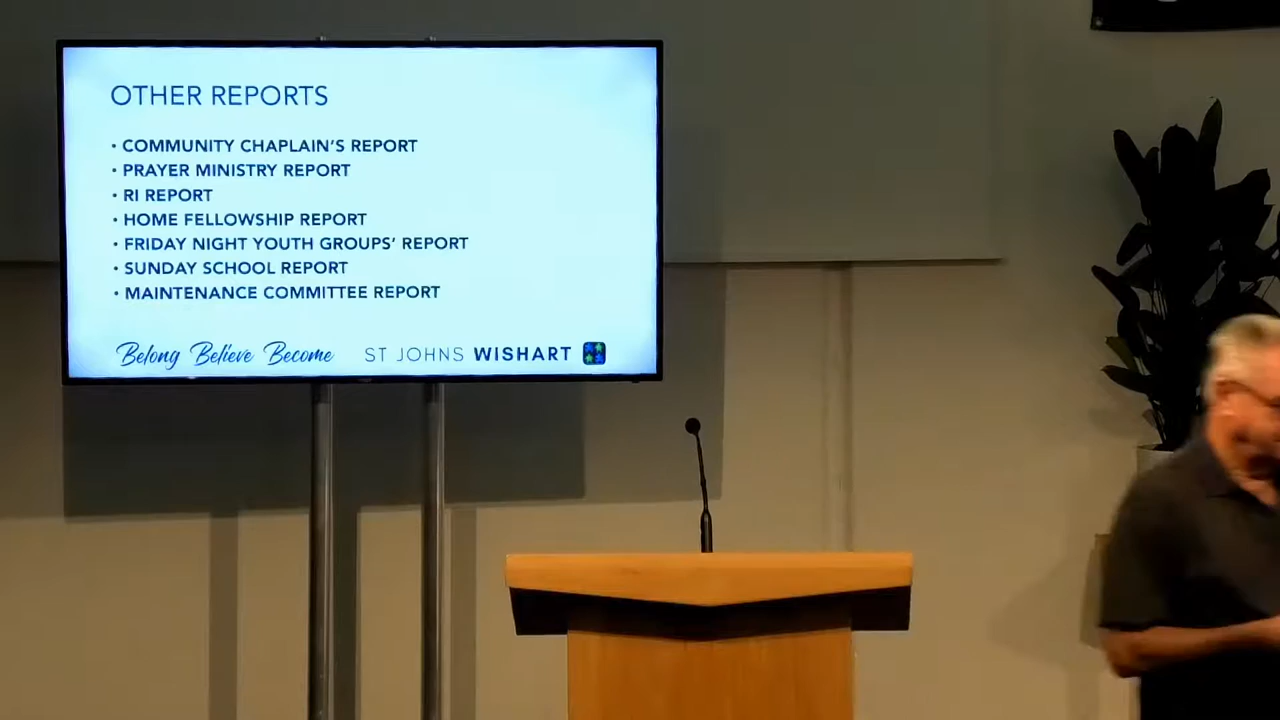 OTHER REPORTS
• COMMUNITY CHAPLAIN'S REPORT
• PRAYER MINISTRY REPORT
• RI REPORT
• HOME FELLOWSHIP REPORT
• FRIDAY NIGHT YOUTH GROUPS' REPORT
• SUNDAY SCHOOL REPORT
• MAINTENANCE COMMITTEE REPORT
Belong Believe Become ST JOHNS WISHART